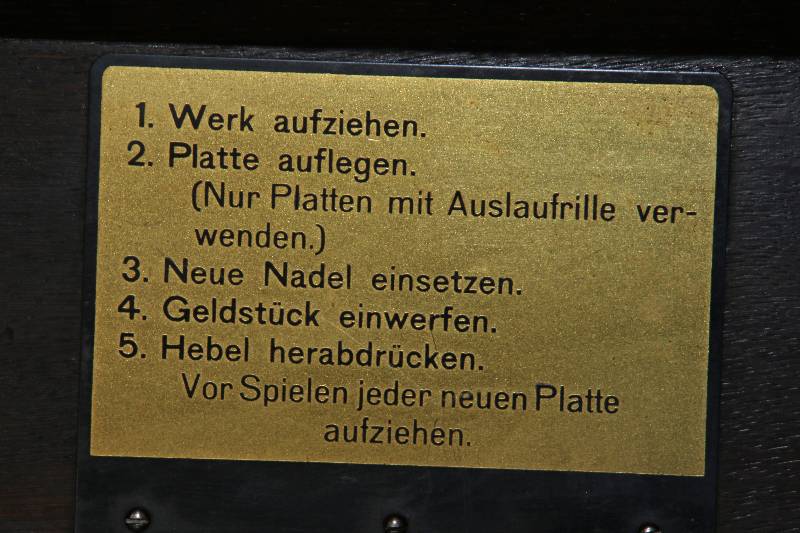 1. Werk aufziehen.
2. Platte auflegen.
(Nur Platten mit Auslaufrille ver-
wenden.)
3. Neue Nadel einsetzen.
4. Geldstück einwerfen.
5. Hebel herabdrücken.
Vor Spielen jeder neuen Platte
aufziehen.